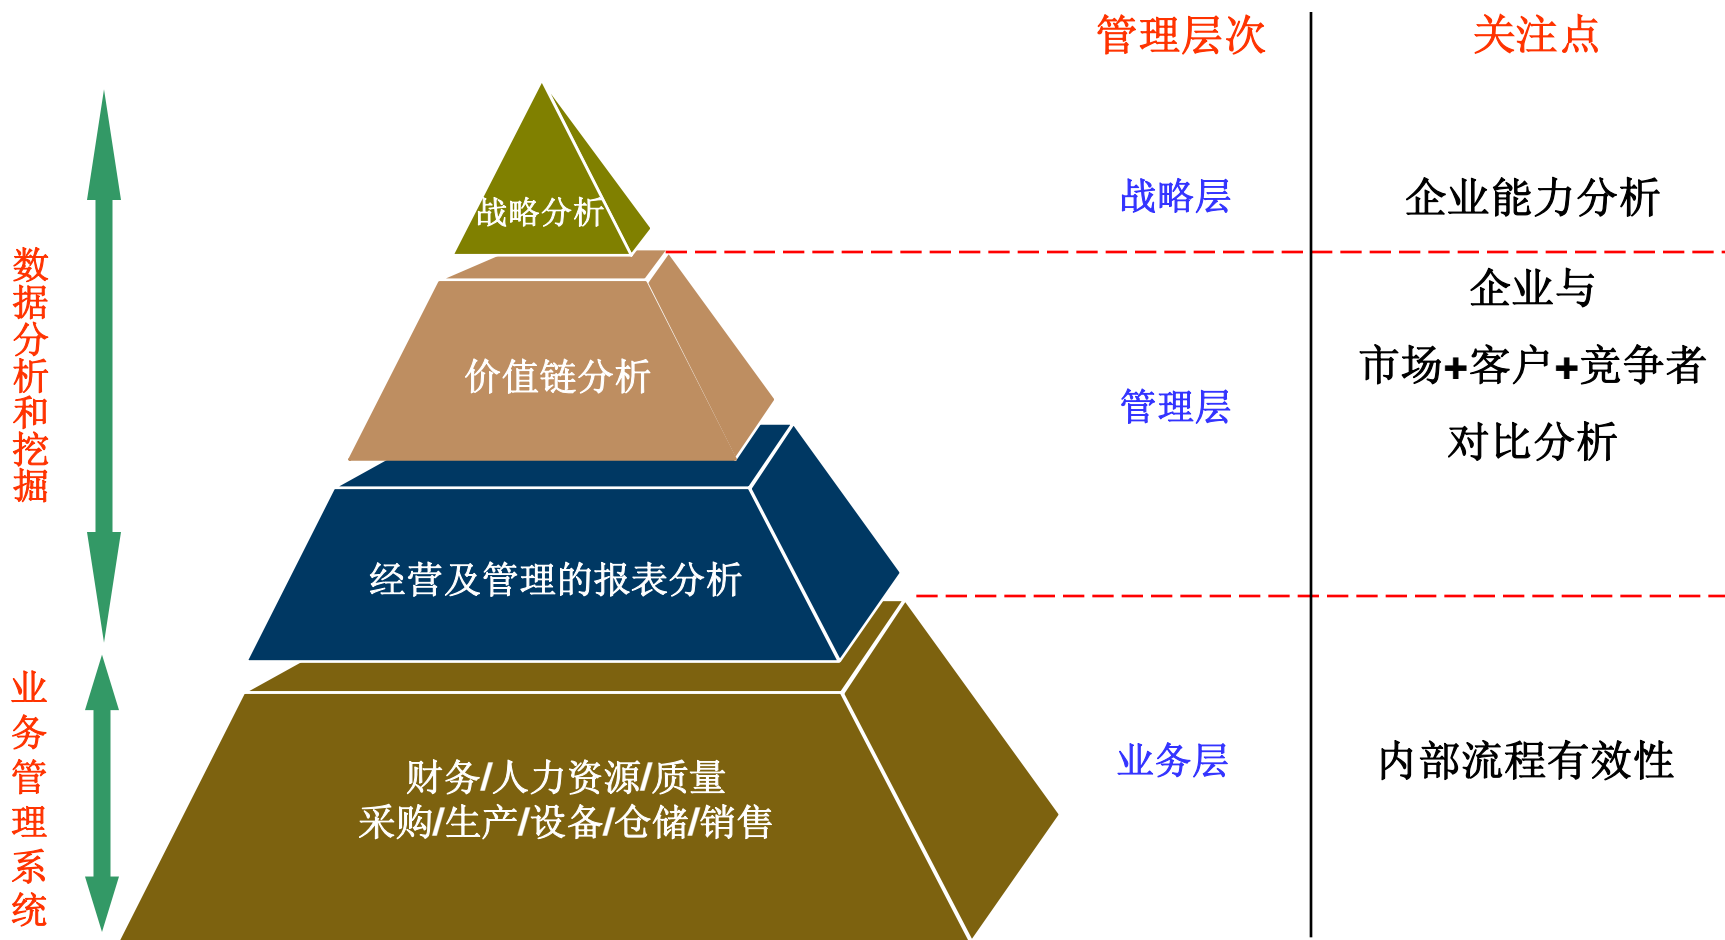 管理层次
关注点
战略分析
战略层
企业能力分析
数据分析和挖掘
价值链分析
管理层
企业与
市场+客户+竞争者
对比分析
经营及管理的报表分析
业务管理系统
财务/人力资源/质量
采购/生产/设备/仓储/销售
业务层
内部流程有效性